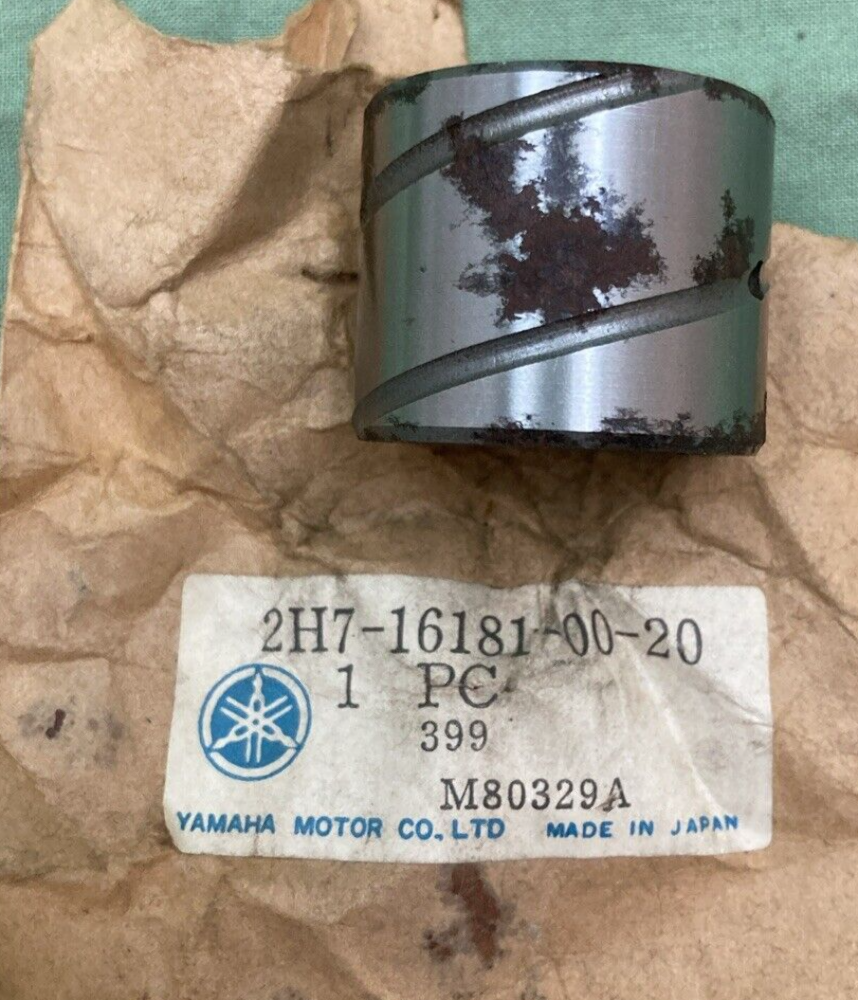 2H7-16181-00-20
1 PC
399
M80329A
YAMAHA MOTOR CO., LTD MADE IN JAPAN